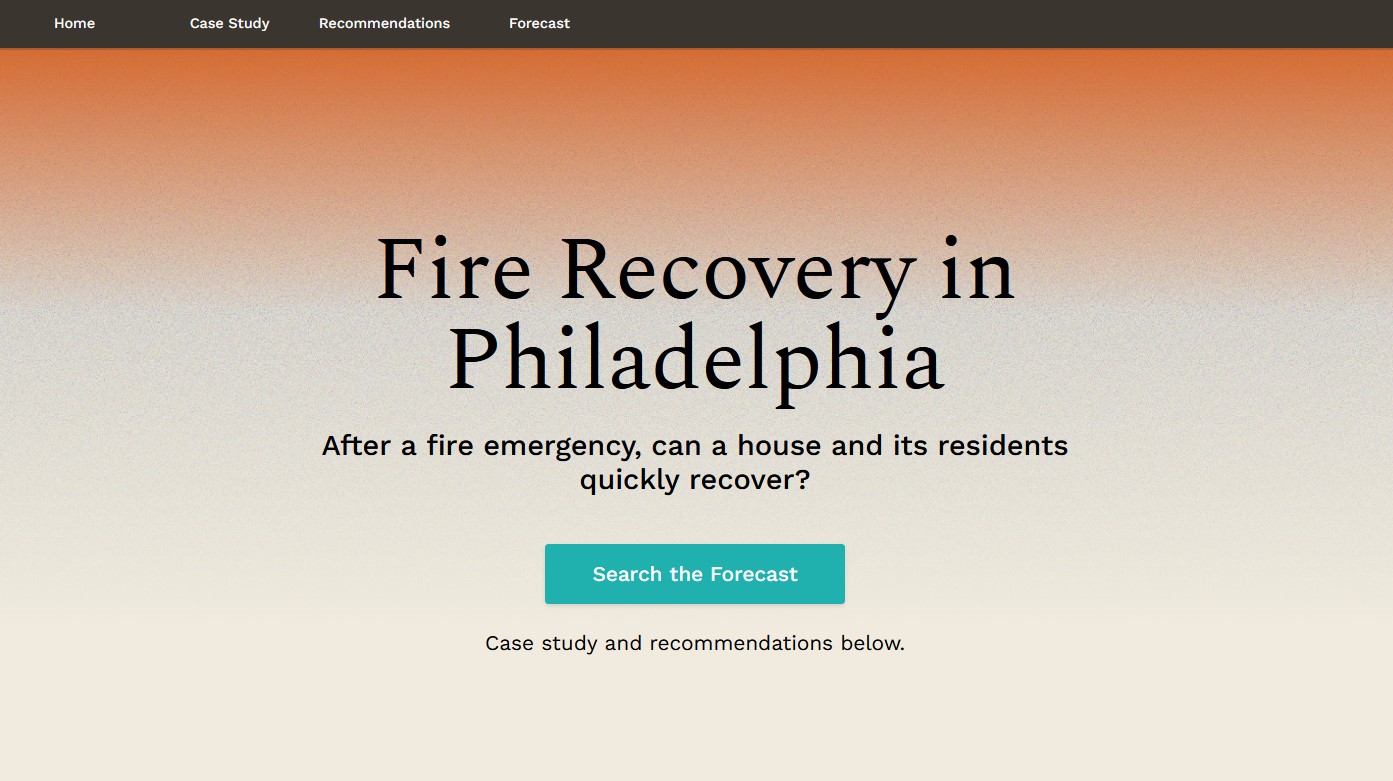 Home Case Study Recommendations Forecast
Fire Recovery in
Philadelphia
After a fire emergency, can a house and its residents
quickly recover?
Search the Forecast
Case study and recommendations below.